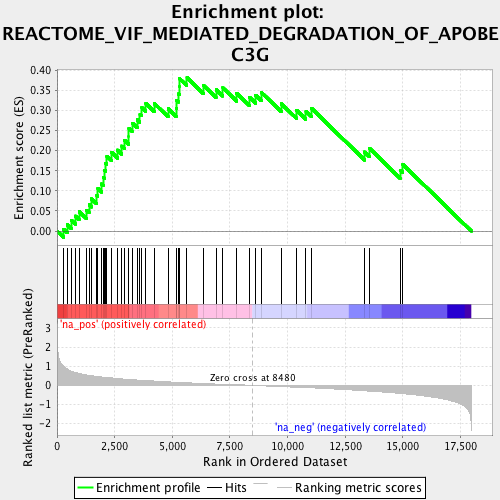 Enrichment plot:
REACTOME_VIF_MEDIATED_DEGRADATION_OF_APOBE
C3G
Enrichment score (ES)
0.40
0.35
0.30
0.25
0.20
0.15
0.10
0.05
0.00
'na_pos' (positively correlated)
Ranked list metric (PreRanked)
3
2
1
0
-1
-2
Zero cross at 8480
'na_neg' (negatively correlated)
0 2,500 5,000 7,500 10,000 12,500 15,000 17,500
Rank in Ordered Dataset
Enrichment profile Hits Ranking metric scores